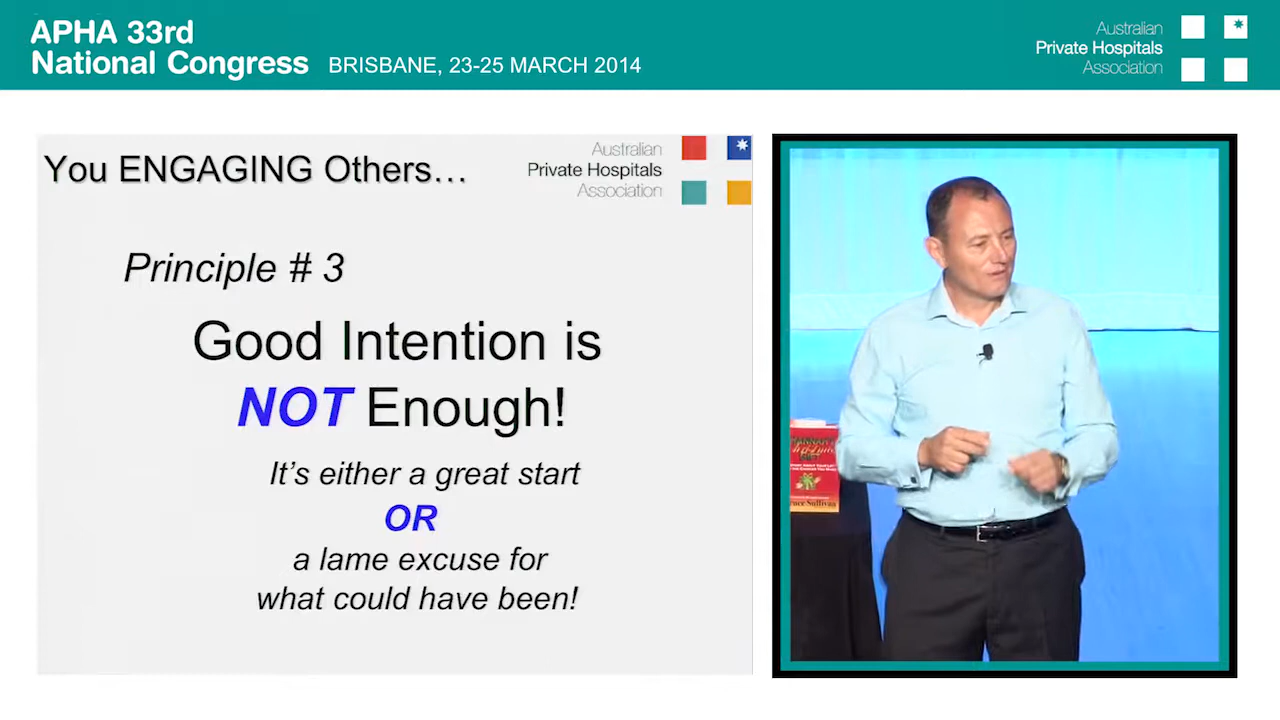 APHA 33rd
National Congress BRISBANE, 23-25 MARCH 2014
Australian
Private Hospitals
Association
You ENGAGING Others…
Australian
Private Hospitals
Association
Principle # 3
Good Intention is
NOT Enough!
It's either a great start
OR
a lame excuse for
what could have been!
Sullivan